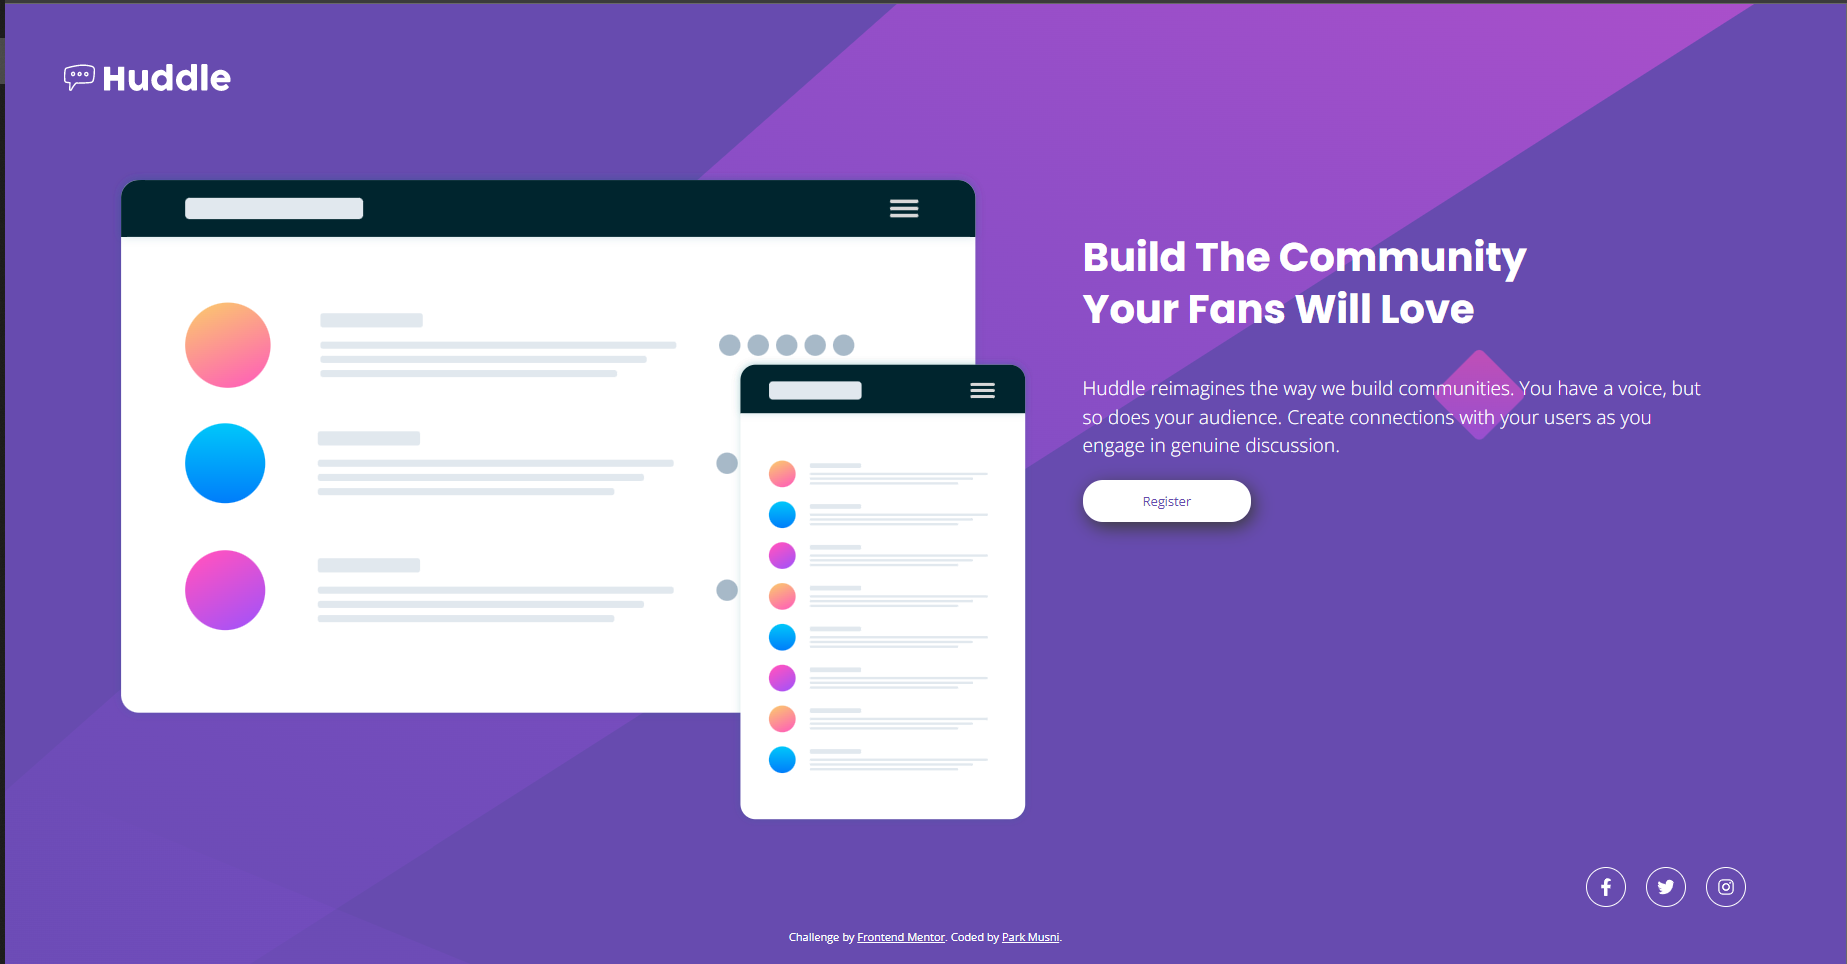 Huddle
Build The Community
Your Fans Will Love
Huddle reimagines the way we build communities. You have a voice, but
so does your audience. Create connections with your users as you
engage in genuine discussion.
Register
Challenge by Frontend Mentor. Coded by Park Musni.